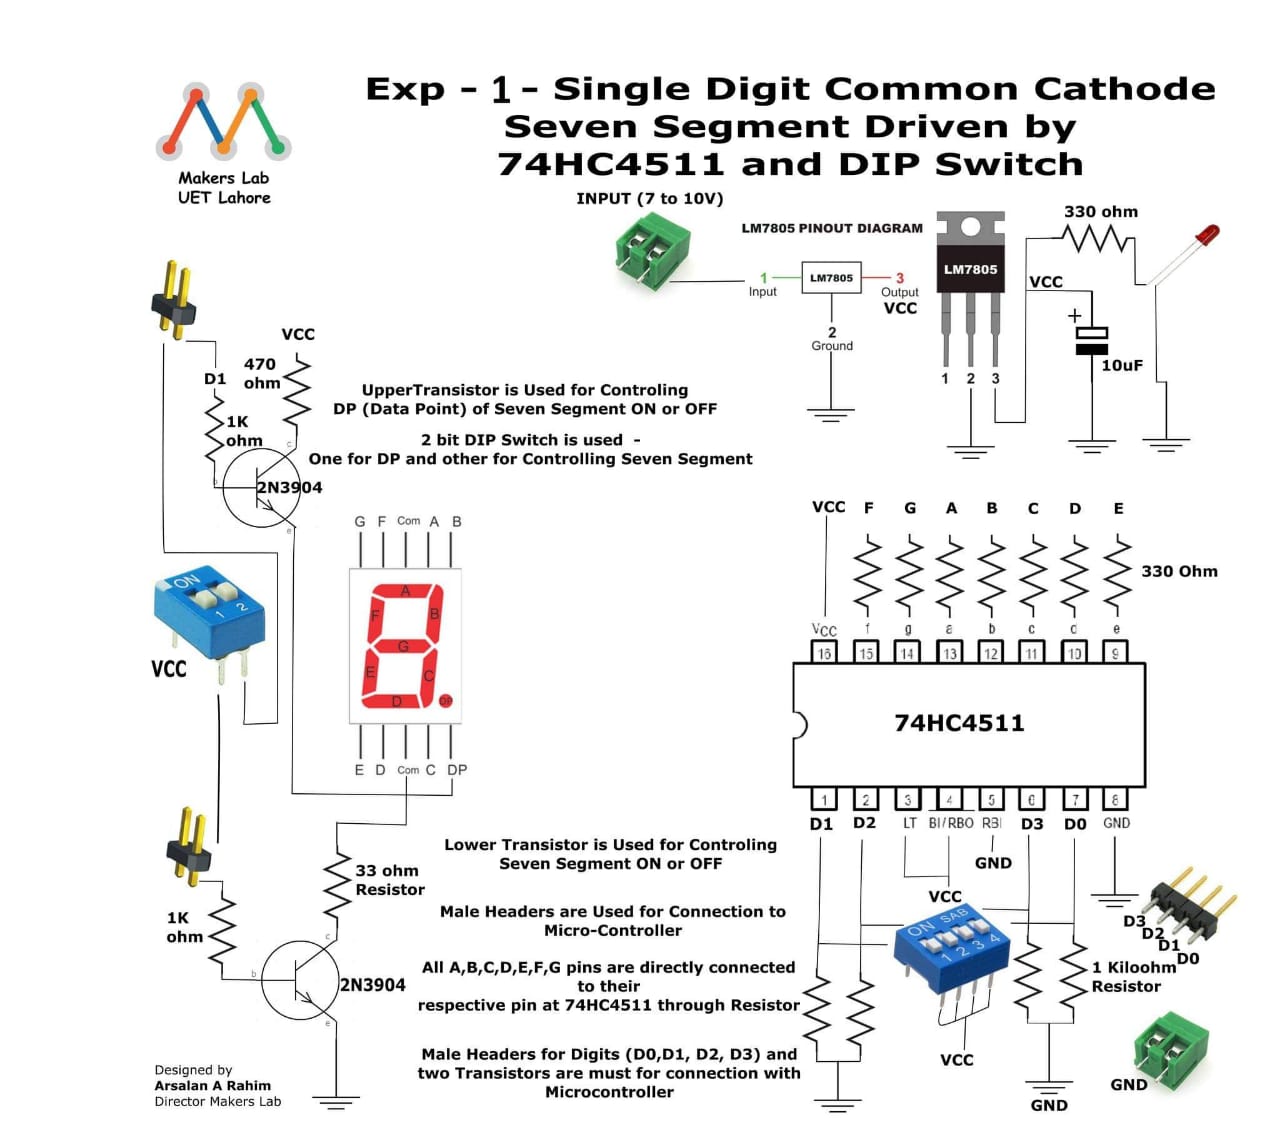 Exp - 1 - Single Digit Common Cathode
Seven Segment Driven by
74HC4511 and DIP Switch
Makers Lab
UET Lahore
INPUT (7 to 10V)
LM7805 PINOUT DIAGRAM
1
Input
LM7805
3
Output
VCC
2
Ground
LM7805
1 2 3
330 ohm
VCC
+
10uF
VCC
470
ohm
D1
1K
ohm
c
b
2N3904
e
UpperTransistor is Used for Controling
DP (Data Point) of Seven Segment ON or OFF
2 bit DIP Switch is used -
One for DP and other for Controlling Seven Segment
G F Com A B
A
F B
G
E C
D DP
E D Com C DP
ON
1 2
VCC
VCC F G A B C D E
330 Ohm
Vcc f g a b c d e
16 15 14 13 12 11 10 9
74HC4511
1 2 3 4 5 6 7 8
D1 D2 LT BI/RBO RBI D3 D0 GND
GND
VCC
Lower Transistor is Used for Controling
Seven Segment ON or OFF
33 ohm
Resistor
Male Headers are Used for Connection to
Micro-Controller
1K
ohm
c
b
2N3904
e
All A,B,C,D,E,F,G pins are directly connected
to their
respective pin at 74HC4511 through Resistor
Male Headers for Digits (D0,D1, D2, D3) and
two Transistors are must for connection with
Microcontroller
ON SAB
1 2 3 4
VCC
D3
D2
D1
D0
1 Kiloohm
Resistor
GND
GND
Designed by
Arsalan A Rahim
Director Makers Lab